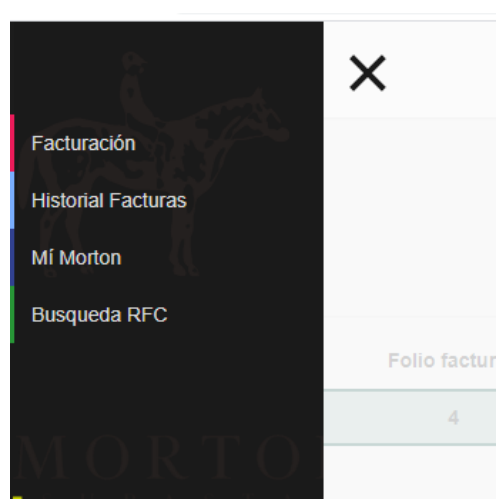 Facturación
Historial Facturas
Mí Morton
Busqueda RFC
Folio factur
4
MORTO